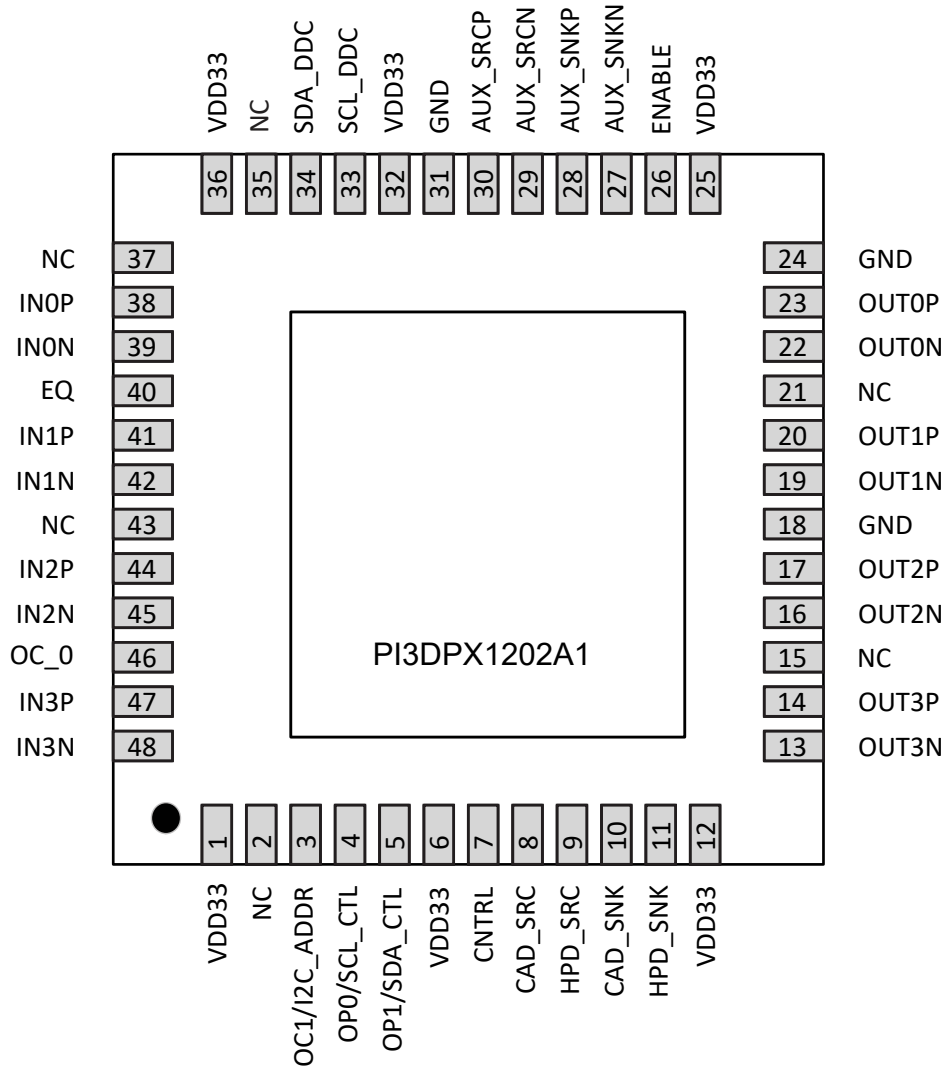 VDD33
NC
SDA_DDC
SCL_DDC
VDD33
GND
AUX_SRCP
AUX_SRCN
AUX_SNKP
AUX_SNKN
ENABLE
VDD33
36
35
34
33
32
31
30
29
28
27
26
25
NC 37
IN0P 38
IN0N 39
EQ 40
IN1P 41
IN1N 42
NC 43
IN2P 44
IN2N 45
OC_0 46
IN3P 47
IN3N 48
24 GND
23 OUT0P
22 OUT0N
21 NC
20 OUT1P
19 OUT1N
18 GND
17 OUT2P
16 OUT2N
15 NC
14 OUT3P
13 OUT3N
PI3DPX1202A1
1
2
3
4
5
6
7
8
9
10
11
12
VDD33
NC
OC1/I2C_ADDR
OP0/SCL_CTL
OP1/SDA_CTL
VDD33
CNTRL
CAD_SRC
HPD_SRC
CAD_SNK
HPD_SNK
VDD33